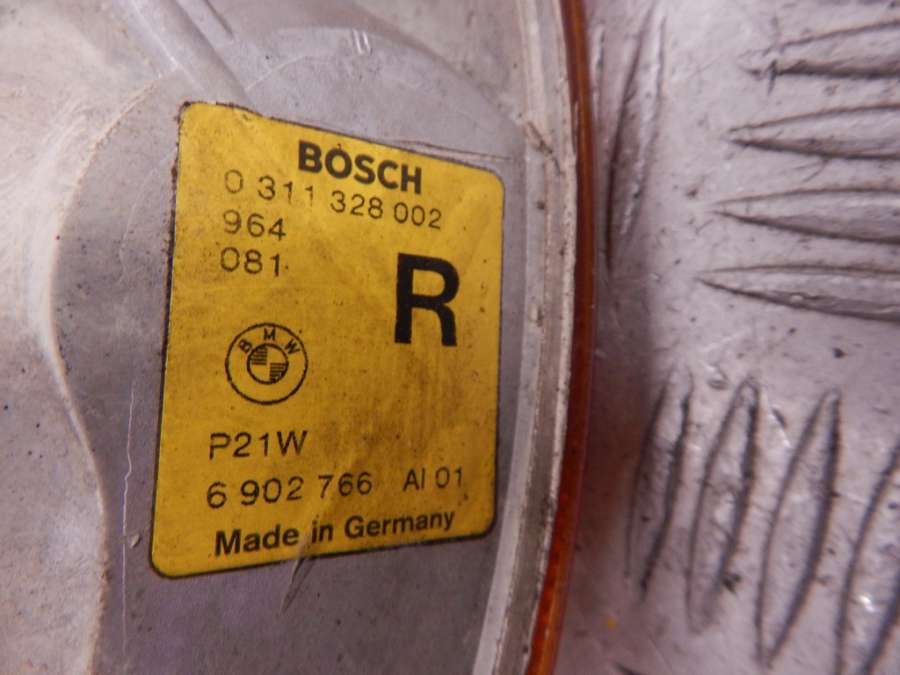 BOSCH
0 311 328 002
964
081
R
BMW
P21W
6 902 766 AI 01
Made in Germany